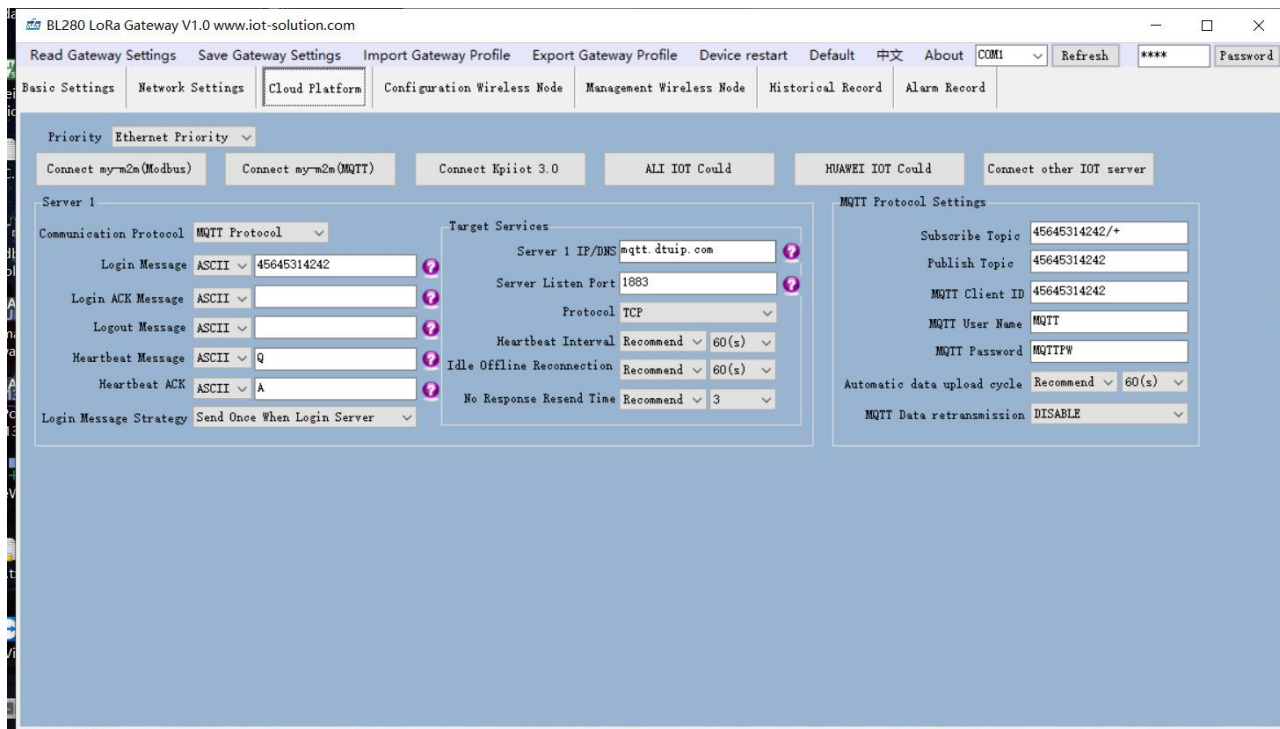 BL280 LoRa Gateway V1.0 www.iot-solution.com
Read Gateway Settings Save Gateway Settings Import Gateway Profile Export Gateway Profile Device restart Default 中文 About COM1 Refresh **** Password
Basic Settings Network Settings Cloud Platform Configuration Wireless Node Management Wireless Node Historical Record Alarm Record
Priority Ethernet Priority
Connect my-m2m(Modbus) Connect my-m2m(MQTT) Connect Kpiiot 3.0 ALI IOT Could HUAWEI IOT Could Connect other IOT server
Server 1
Communication Protocol MQTT Protocol
Login Message ASCII 45645314242
Login ACK Message ASCII
Logout Message ASCII
Heartbeat Message ASCII Q
Heartbeat ACK ASCII A
Login Message Strategy Send Once When Login Server
Target Services
Server 1 IP/DNS mqtt.dtuip.com
Server Listen Port 1883
Protocol TCP
Heartbeat Interval Recommend 60(s)
Idle Offline Reconnection Recommend 60(s)
No Response Resend Time Recommend 3
MQTT Protocol Settings
Subscribe Topic 45645314242/+
Publish Topic 45645314242
MQTT Client ID 45645314242
MQTT User Name MQTT
MQTT Password MQTTPW
Automatic data upload cycle Recommend 60(s)
MQTT Data retransmission DISABLE